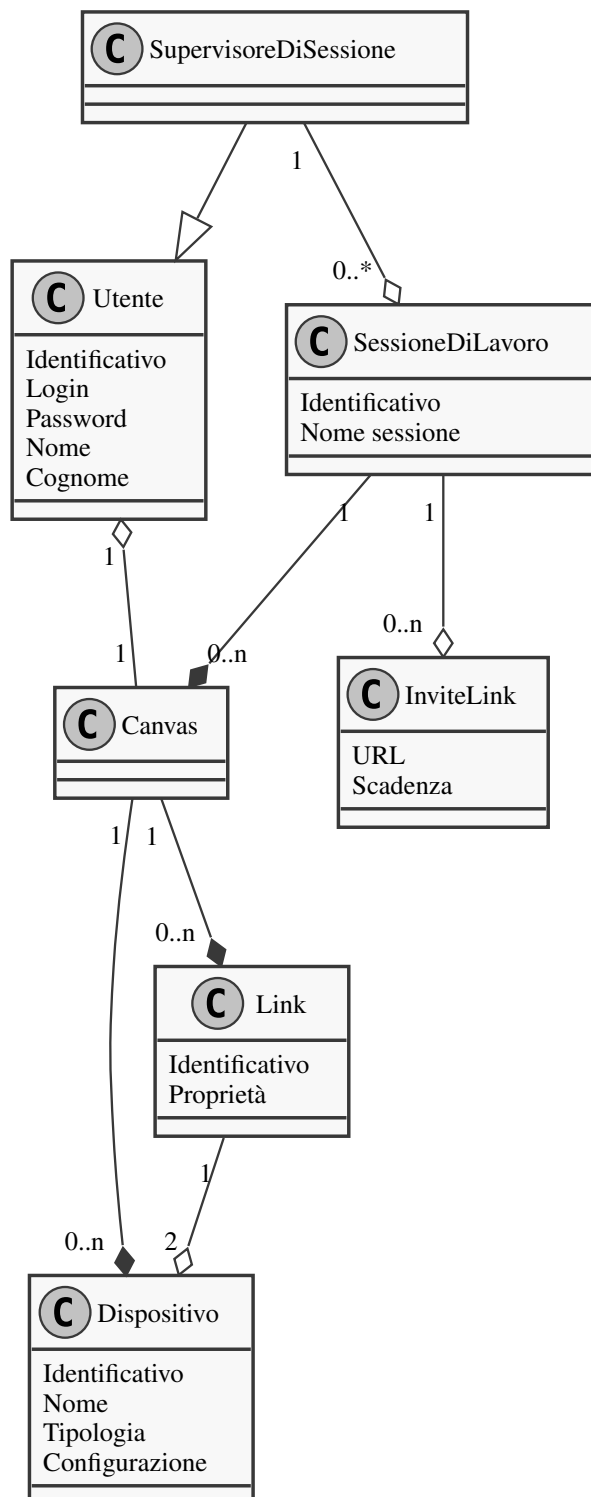 C SupervisoreDiSessione
1
0..*
C Utente
Identificativo
Login
Password
Nome
Cognome
C SessioneDiLavoro
Identificativo
Nome sessione
1
1
1
1
0..n
0..n
C Canvas
C InviteLink
URL
Scadenza
1
1
0..n
C Link
Identificativo
Proprietà
1
0..n
2
C Dispositivo
Identificativo
Nome
Tipologia
Configurazione